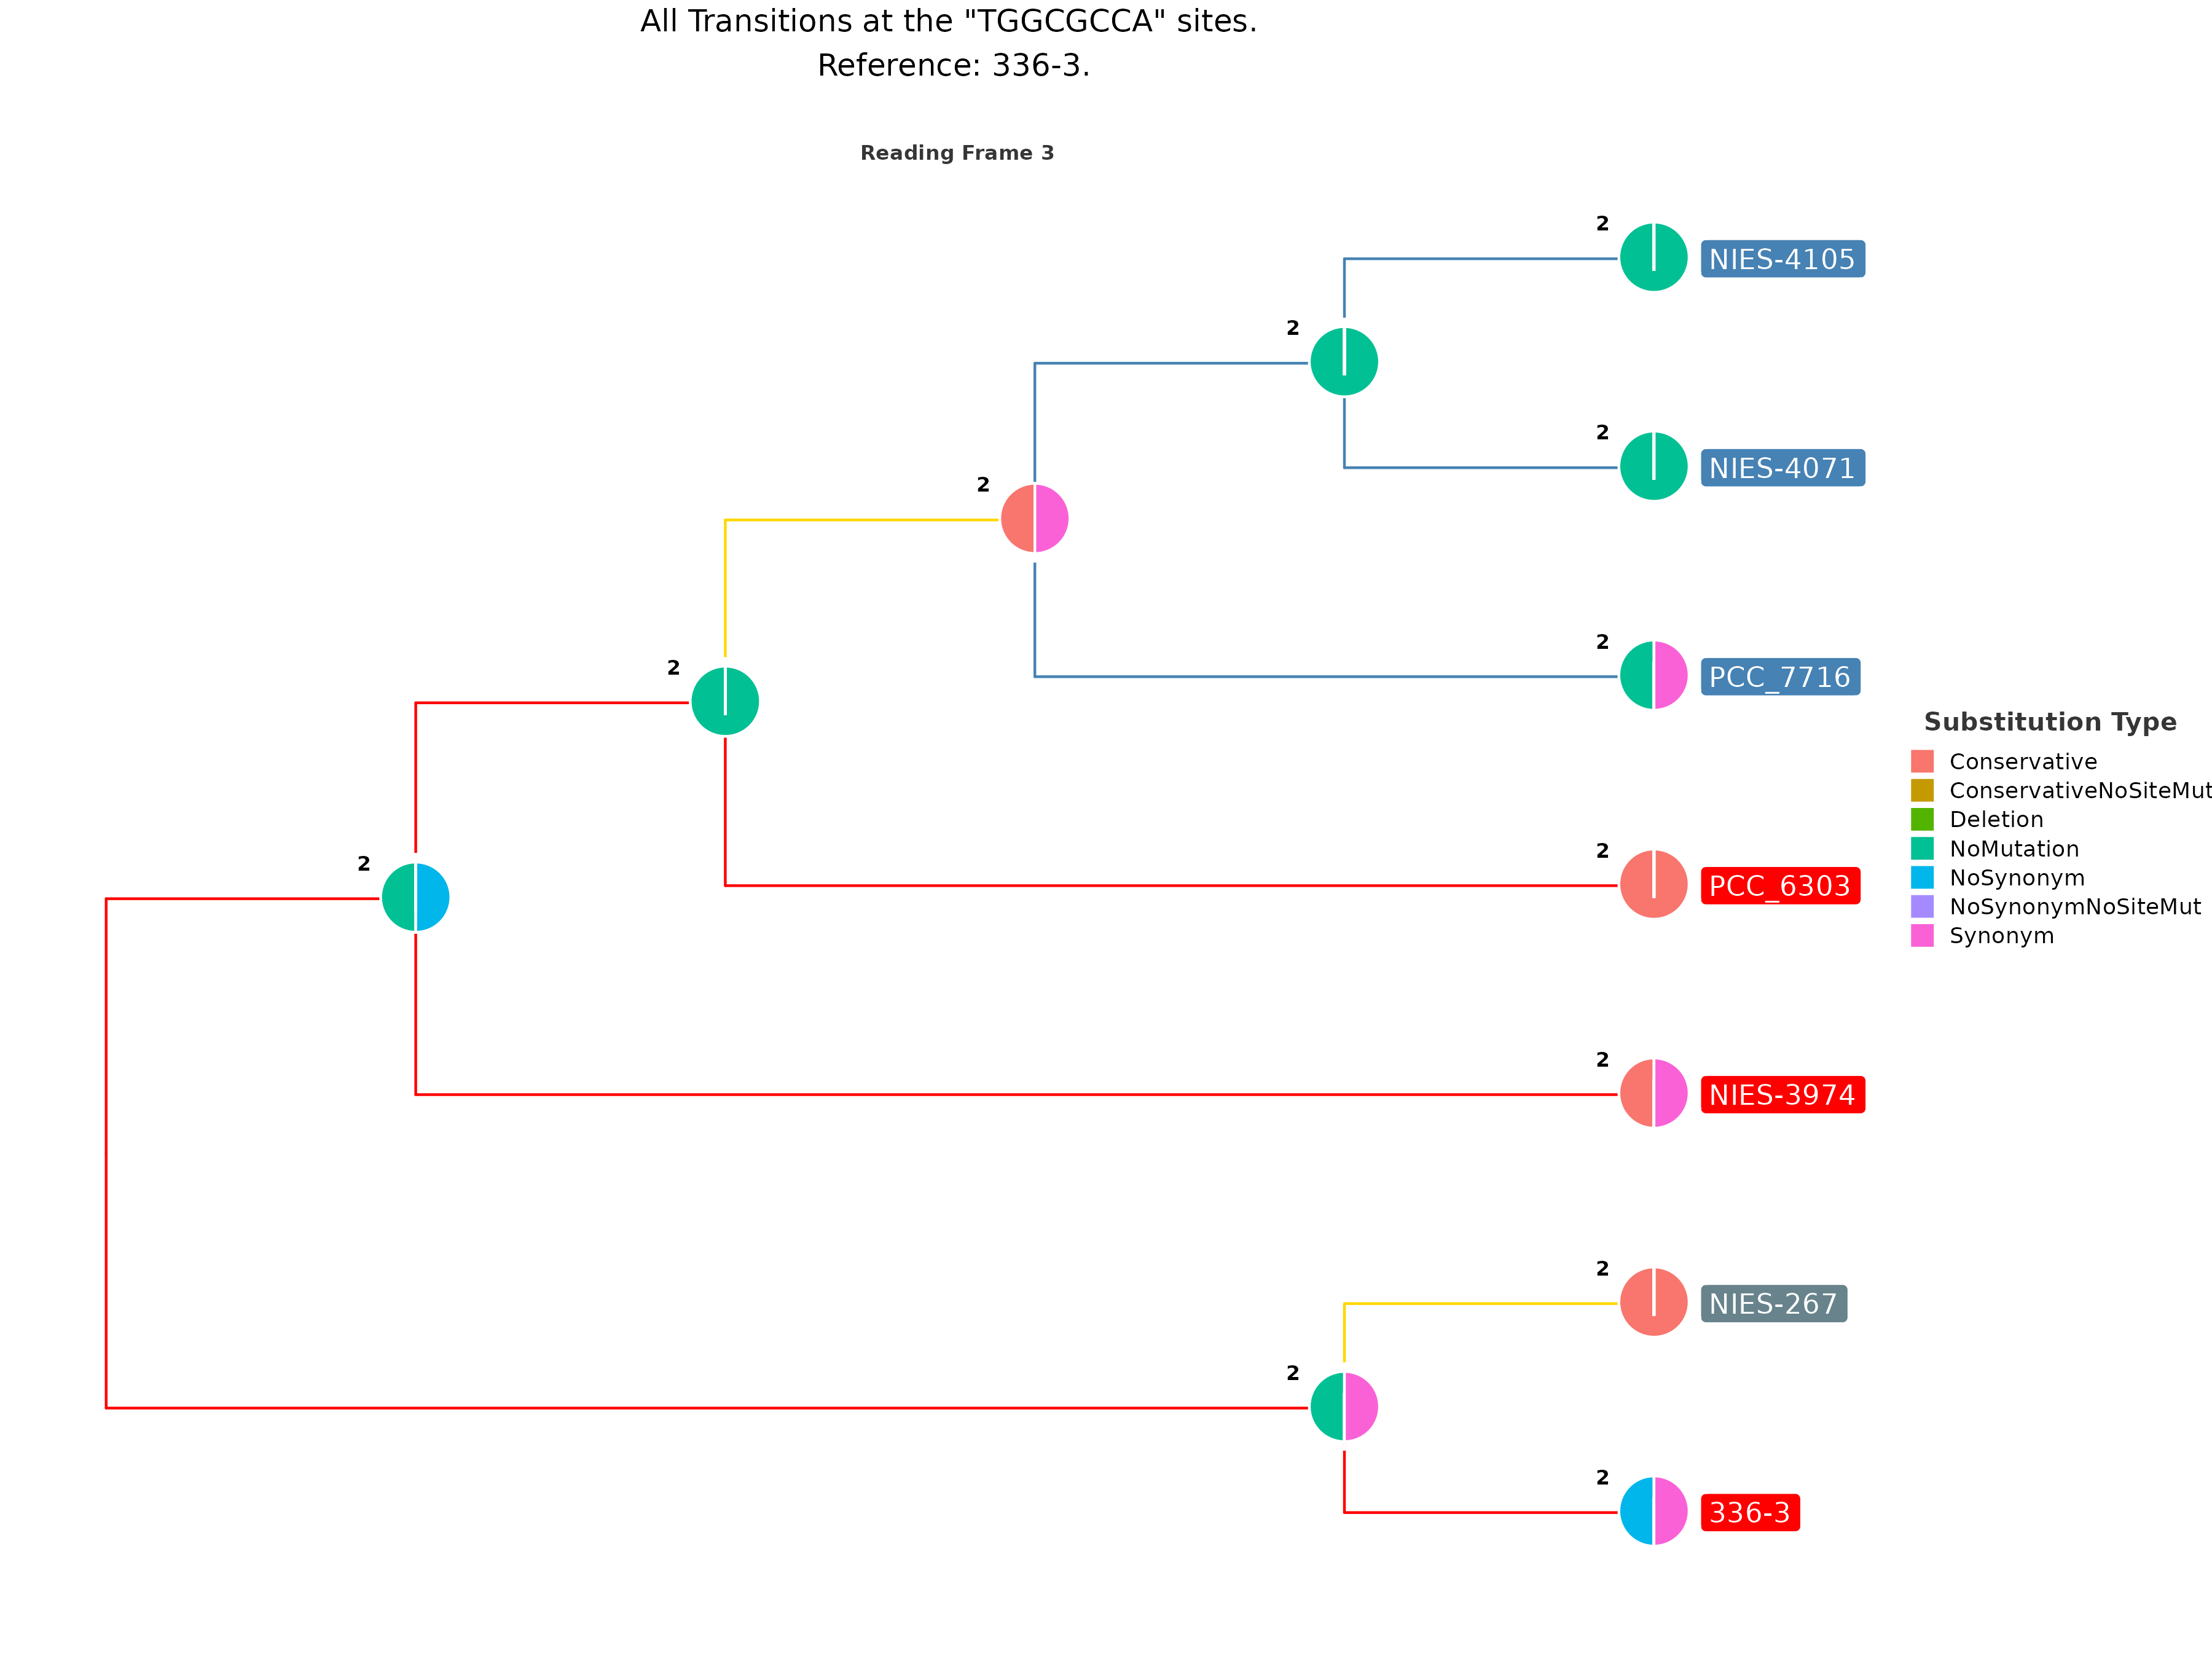 All Transitions at the "TGGCGCCA" sites.
Reference: 336-3.
Reading Frame 3
2
NIES-4105
2
2
NIES-4071
2
2
PCC_7716
2
Substitution Type
Conservative
ConservativeNoSiteMut
Deletion
NoMutation
NoSynonym
NoSynonymNoSiteMut
Synonym
2
PCC_6303
2
2
NIES-3974
2
NIES-267
2
2
336-3